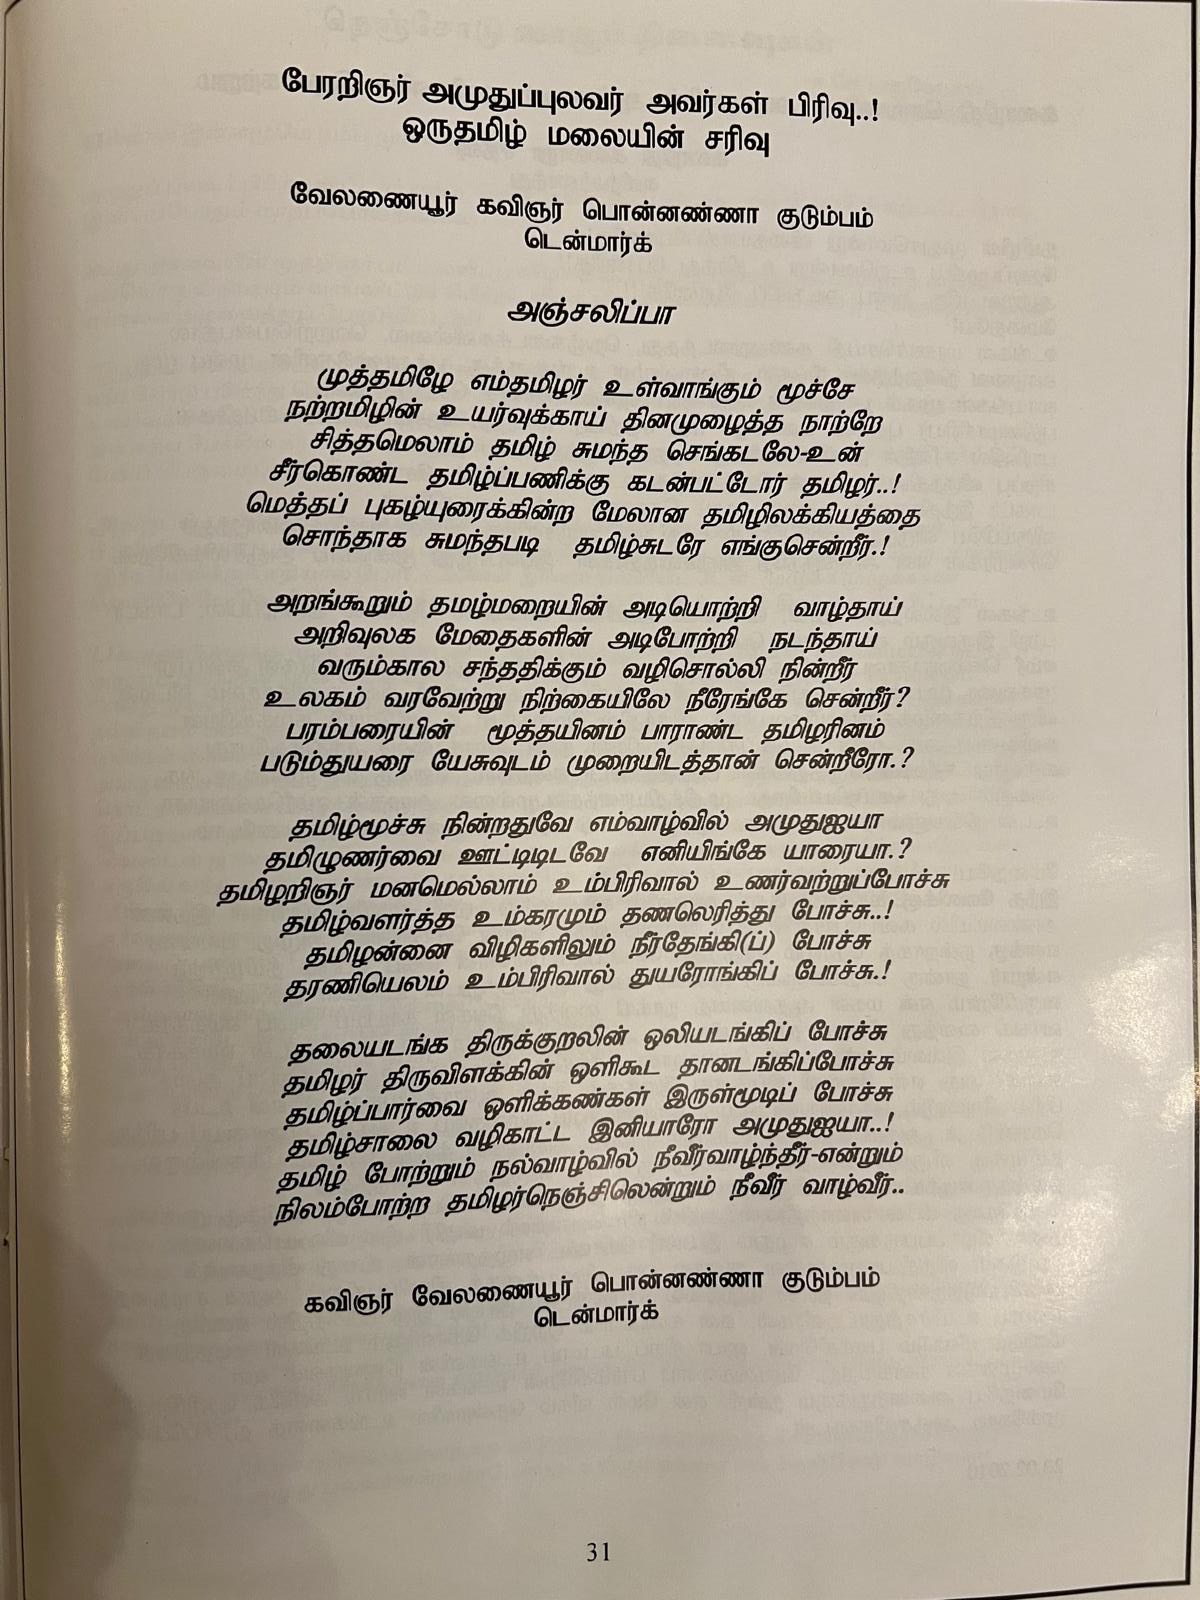 பேரறிஞர் அமுதுப்புலவர் அவர்கள் பிரிவு..!
ஒருதமிழ் மலையின் சரிவு
வேலணையூர் கவிஞர் பொன்னண்ணா குடும்பம்
டென்மார்க்
அஞ்சலிப்பா
முத்தமிழே எம்தமிழர் உள்வாங்கும் மூச்சே
நற்றமிழின் உயர்வுக்காய் தினமுழைத்த நாற்றே
சித்தமெலாம் தமிழ் சுமந்த செங்கடலே-உன்
சீர்கொண்ட தமிழ்ப்பணிக்கு கடன்பட்டோர் தமிழர்..!
மெத்தப் புகழ்யுரைக்கின்ற மேலான தமிழிலக்கியத்தை
சொந்தாக சுமந்தபடி தமிழ்சுடரே எங்குசென்றீர்.!
அறங்கூறும் தமழ்மறையின் அடியொற்றி வாழ்தாய்
அறிவுலக மேதைகளின் அடிபோற்றி நடந்தாய்
வரும்கால சந்ததிக்கும் வழிசொல்லி நின்றீர்
உலகம் வரவேற்று நிற்கையிலே நீரேங்கே சென்றீர்?
பரம்பரையின் மூத்தயினம் பாராண்ட தமிழரினம்
படும்துயரை யேசுவுடம் முறையிடத்தான் சென்றீரோ.?
தமிழ்மூச்சு நின்றதுவே எம்வாழ்வில் அமுதுஐயா
தமிழுணர்வை ஊட்டிடிடவே எனியிங்கே யாரையா.?
தமிழறிஞர் மனமெல்லாம் உம்பிரிவால் உணர்வற்றுப்போச்சு
தமிழ்வளர்த்த உம்கரமும் தணலெரித்து போச்சு..!
தமிழன்னை விழிகளிலும் நீர்தேங்கி(ப்) போச்சு
தரணியெலம் உம்பிரிவால் துயரோங்கிப் போச்சு.!
தலையடங்க திருக்குறலின் ஒலியடங்கிப் போச்சு
தமிழர் திருவிளக்கின் ஒளிகூட தானடங்கிப்போச்சு
தமிழ்ப்பார்வை ஒளிக்கண்கள் இருள்மூடிப் போச்சு
தமிழ்சாலை வழிகாட்ட இனியாரோ அமுதுஐயா..!
தமிழ் போற்றும் நல்வாழ்வில் நீவீர்வாழ்ந்தீர்-என்றும்
நிலம்போற்ற தமிழர்நெஞ்சிலென்றும் நீவீர் வாழ்வீர்..
கவிஞர் வேலணையூர் பொன்னண்ணா குடும்பம்
டென்மார்க்
31